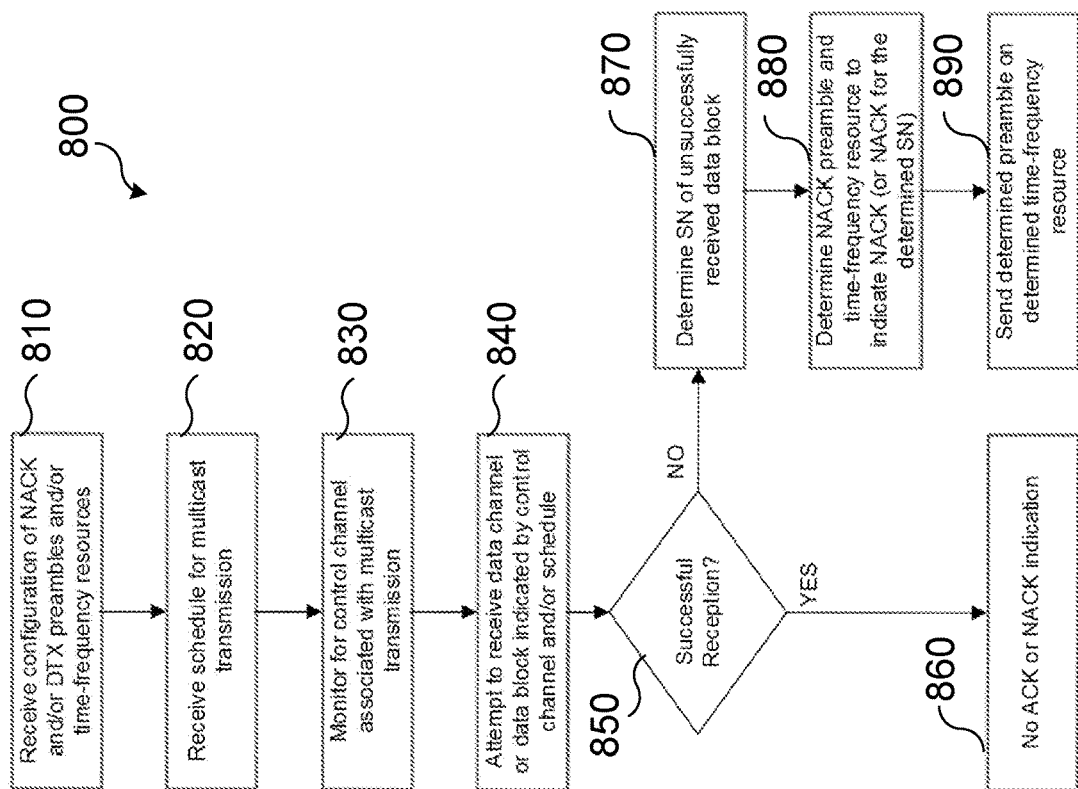 800
810
Receive configuration of NACK
and/or DTX preambles and/or
time-frequency resources
820
Receive schedule for multicast
transmission
830
Monitor for control channel
associated with multicast
transmission
840
Attempt to receive data channel
or data block indicated by control
channel and/or schedule
850
Successful
Reception?
NO
YES
860
No ACK or NACK indication
870
Determine SN of unsuccessfully
received data block
880
Determine NACK preamble and
time-frequency resource to
indicate NACK (or NACK for the
determined SN)
890
Send determined preamble on
determined time-frequency
resource